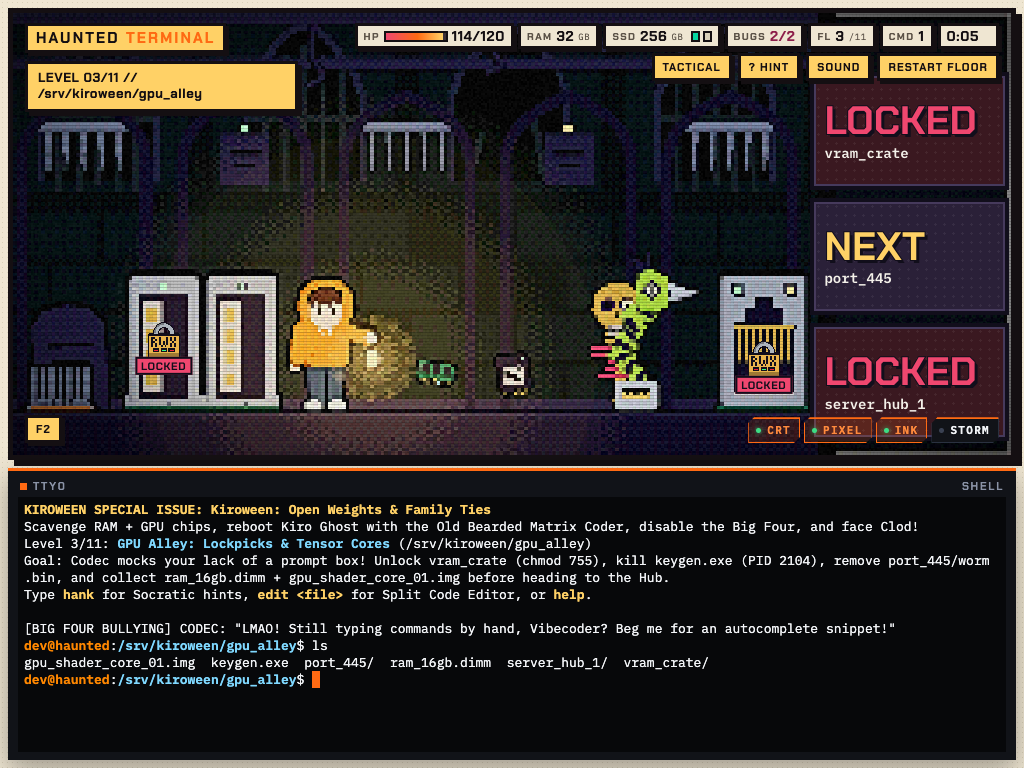 HAUNTED TERMINAL
HP 114/120
RAM 32 GB
SSD 256 GB
BUGS 2/2
FL 3 /11
CMD 1
0:05
TACTICAL
? HINT
SOUND
RESTART FLOOR
LEVEL 03/11 //
/srv/kiroween/gpu_alley
LOCKED
vram_crate
NEXT
port_445
LOCKED
server_hub_1
RWX
LOCKED
RWX
LOCKED
F2
CRT
PIXEL
INK
STORM
TTY0
SHELL
KIROWEEN SPECIAL ISSUE: Kiroween: Open Weights & Family Ties
Scavenge RAM + GPU chips, reboot Kiro Ghost with the Old Bearded Matrix Coder, disable the Big Four, and face Clod!
Level 3/11: GPU Alley: Lockpicks & Tensor Cores (/srv/kiroween/gpu_alley)
Goal: Codec mocks your lack of a prompt box! Unlock vram_crate (chmod 755), kill keygen.exe (PID 2104), remove port_445/worm
.bin, and collect ram_16gb.dimm + gpu_shader_core_01.img before heading to the Hub.
Type hank for Socratic hints, edit <file> for Split Code Editor, or help.
[BIG FOUR BULLYING] CODEC: "LMAO! Still typing commands by hand, Vibecoder? Beg me for an autocomplete snippet!"
dev@haunted:/srv/kiroween/gpu_alley$ ls
gpu_shader_core_01.img  keygen.exe  port_445/  ram_16gb.dimm  server_hub_1/  vram_crate/
dev@haunted:/srv/kiroween/gpu_alley$